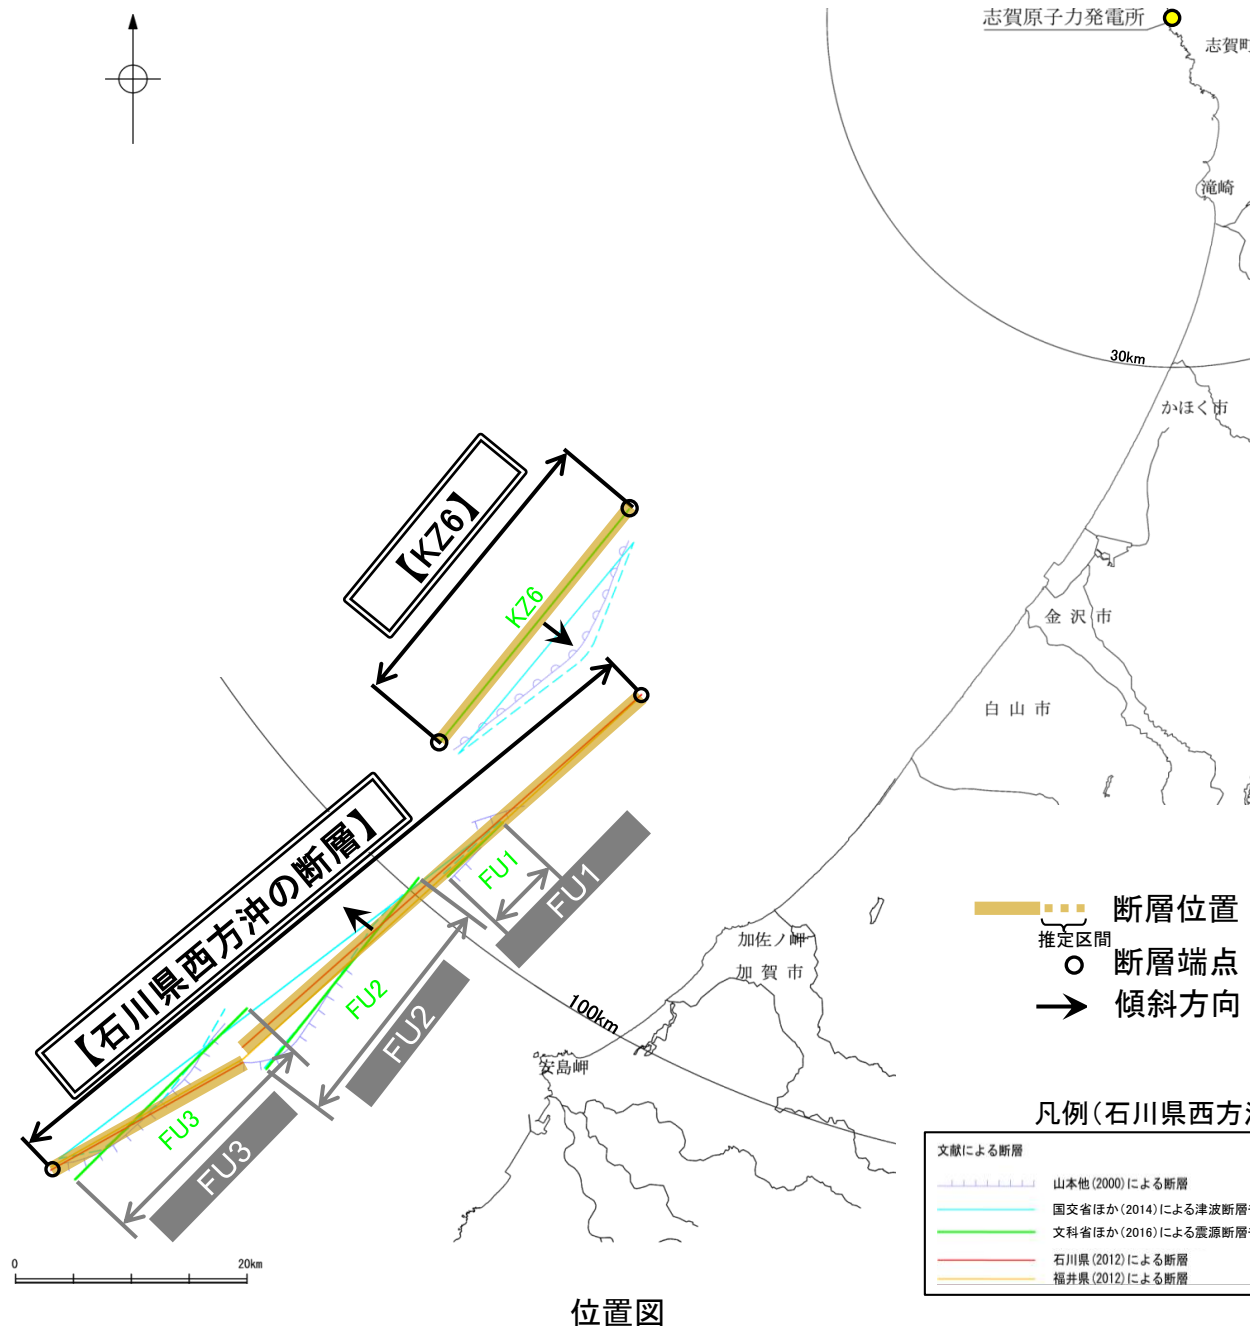 志賀原子力発電所
志賀町
滝崎
30km
かほく市
【KZ6】
KZ6
金沢市
白山市
【石川県西方沖の断層】
FU1
FU1
FU2
FU2
FU3
FU3
100km
加佐ノ岬
加賀市
安島岬
断層位置
推定区間
断層端点
傾斜方向
凡例(石川県西方
文献による断層
山本他(2000)による断層
国交省ほか(2014)による津波断層
文科省ほか(2016)による震源断層
石川県(2012)による断層
福井県(2012)による断層
0 20km
位置図